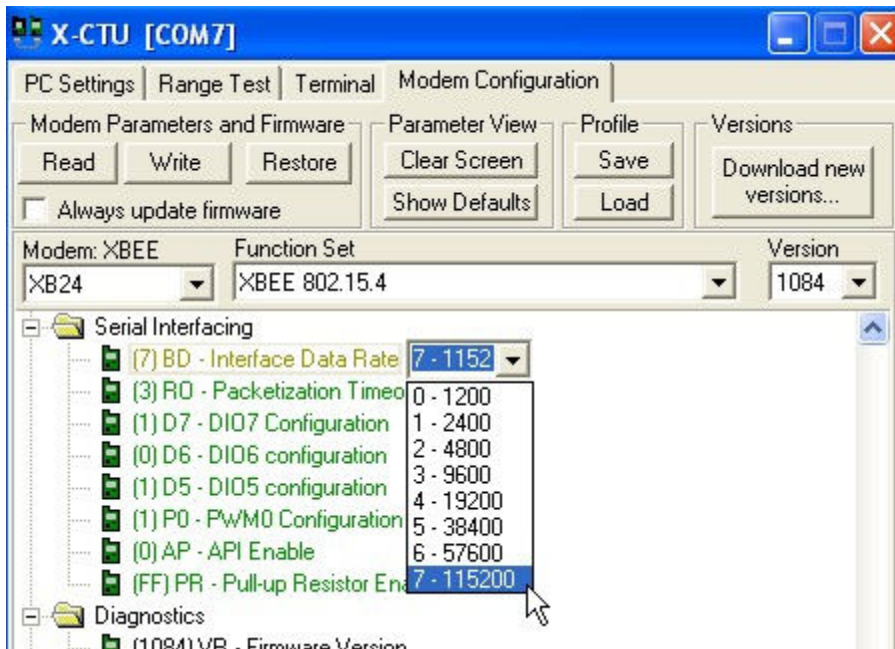 X-CTU [COM7]
PC Settings Range Test Terminal Modem Configuration
Modem Parameters and Firmware Parameter View Profile Versions
Read Write Restore Clear Screen Save Download new versions...
Always update firmware Show Defaults Load
Modem: XBEE Function Set Version
XB24 XBEE 802.15.4 1084
Serial Interfacing
(7) BD - Interface Data Rate 7 - 1152
(3) RO - Packetization Timeo
(1) D7 - DIO7 Configuration
(0) D6 - DIO6 configuration
(1) D5 - DIO5 configuration
(1) P0 - PWM0 Configuration
(0) AP - API Enable
(FF) PR - Pull-up Resistor Ena
0 - 1200
1 - 2400
2 - 4800
3 - 9600
4 - 19200
5 - 38400
6 - 57600
7 - 115200
Diagnostics
(1084) VR - Firmware Version